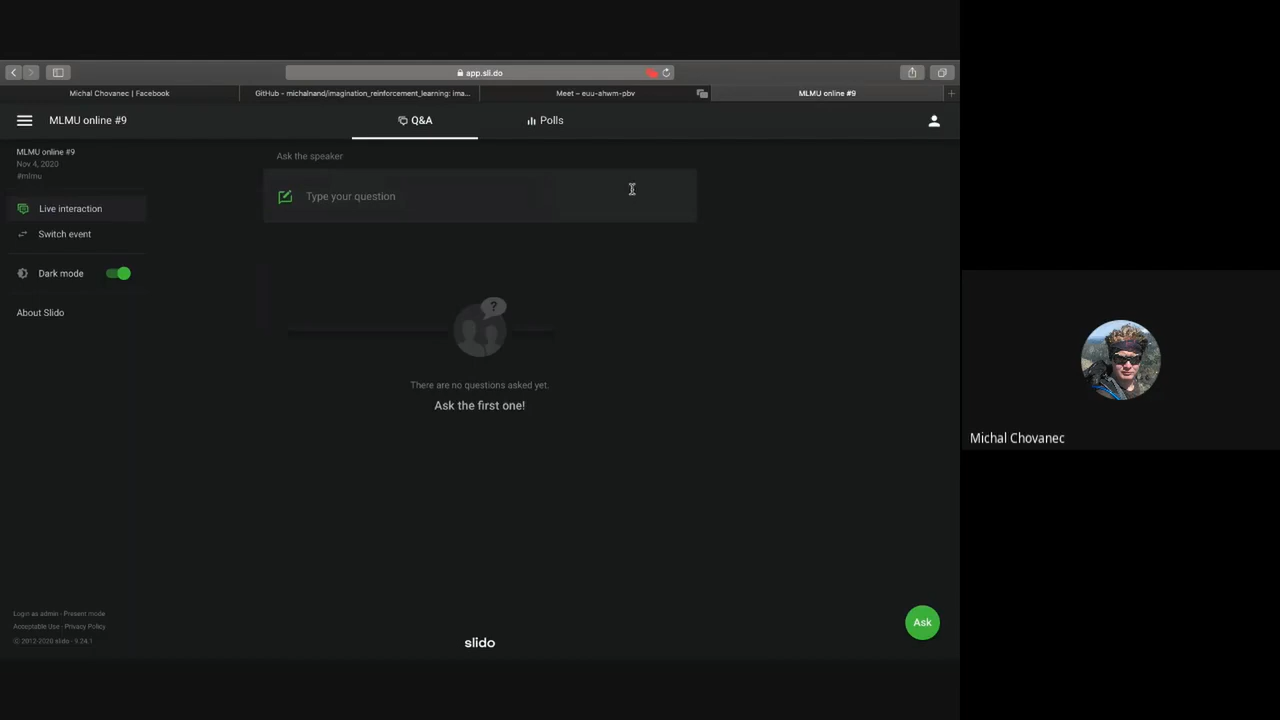 app.sli.do
Michal Chovanec | Facebook
GitHub - michalnand/imagination_reinforcement_learning: ima...
Meet – euu-ahwm-pbv
MLMU online #9
MLMU online #9
Q&A
Polls
MLMU online #9
Nov 4, 2020
#mlmu
Live interaction
Switch event
Dark mode
About Slido
Ask the speaker
Type your question
?
There are no questions asked yet.
Ask the first one!
Michal Chovanec
Login as admin - Present mode
Acceptable Use - Privacy Policy
© 2012-2020 slido - 9.24.1
slido
Ask